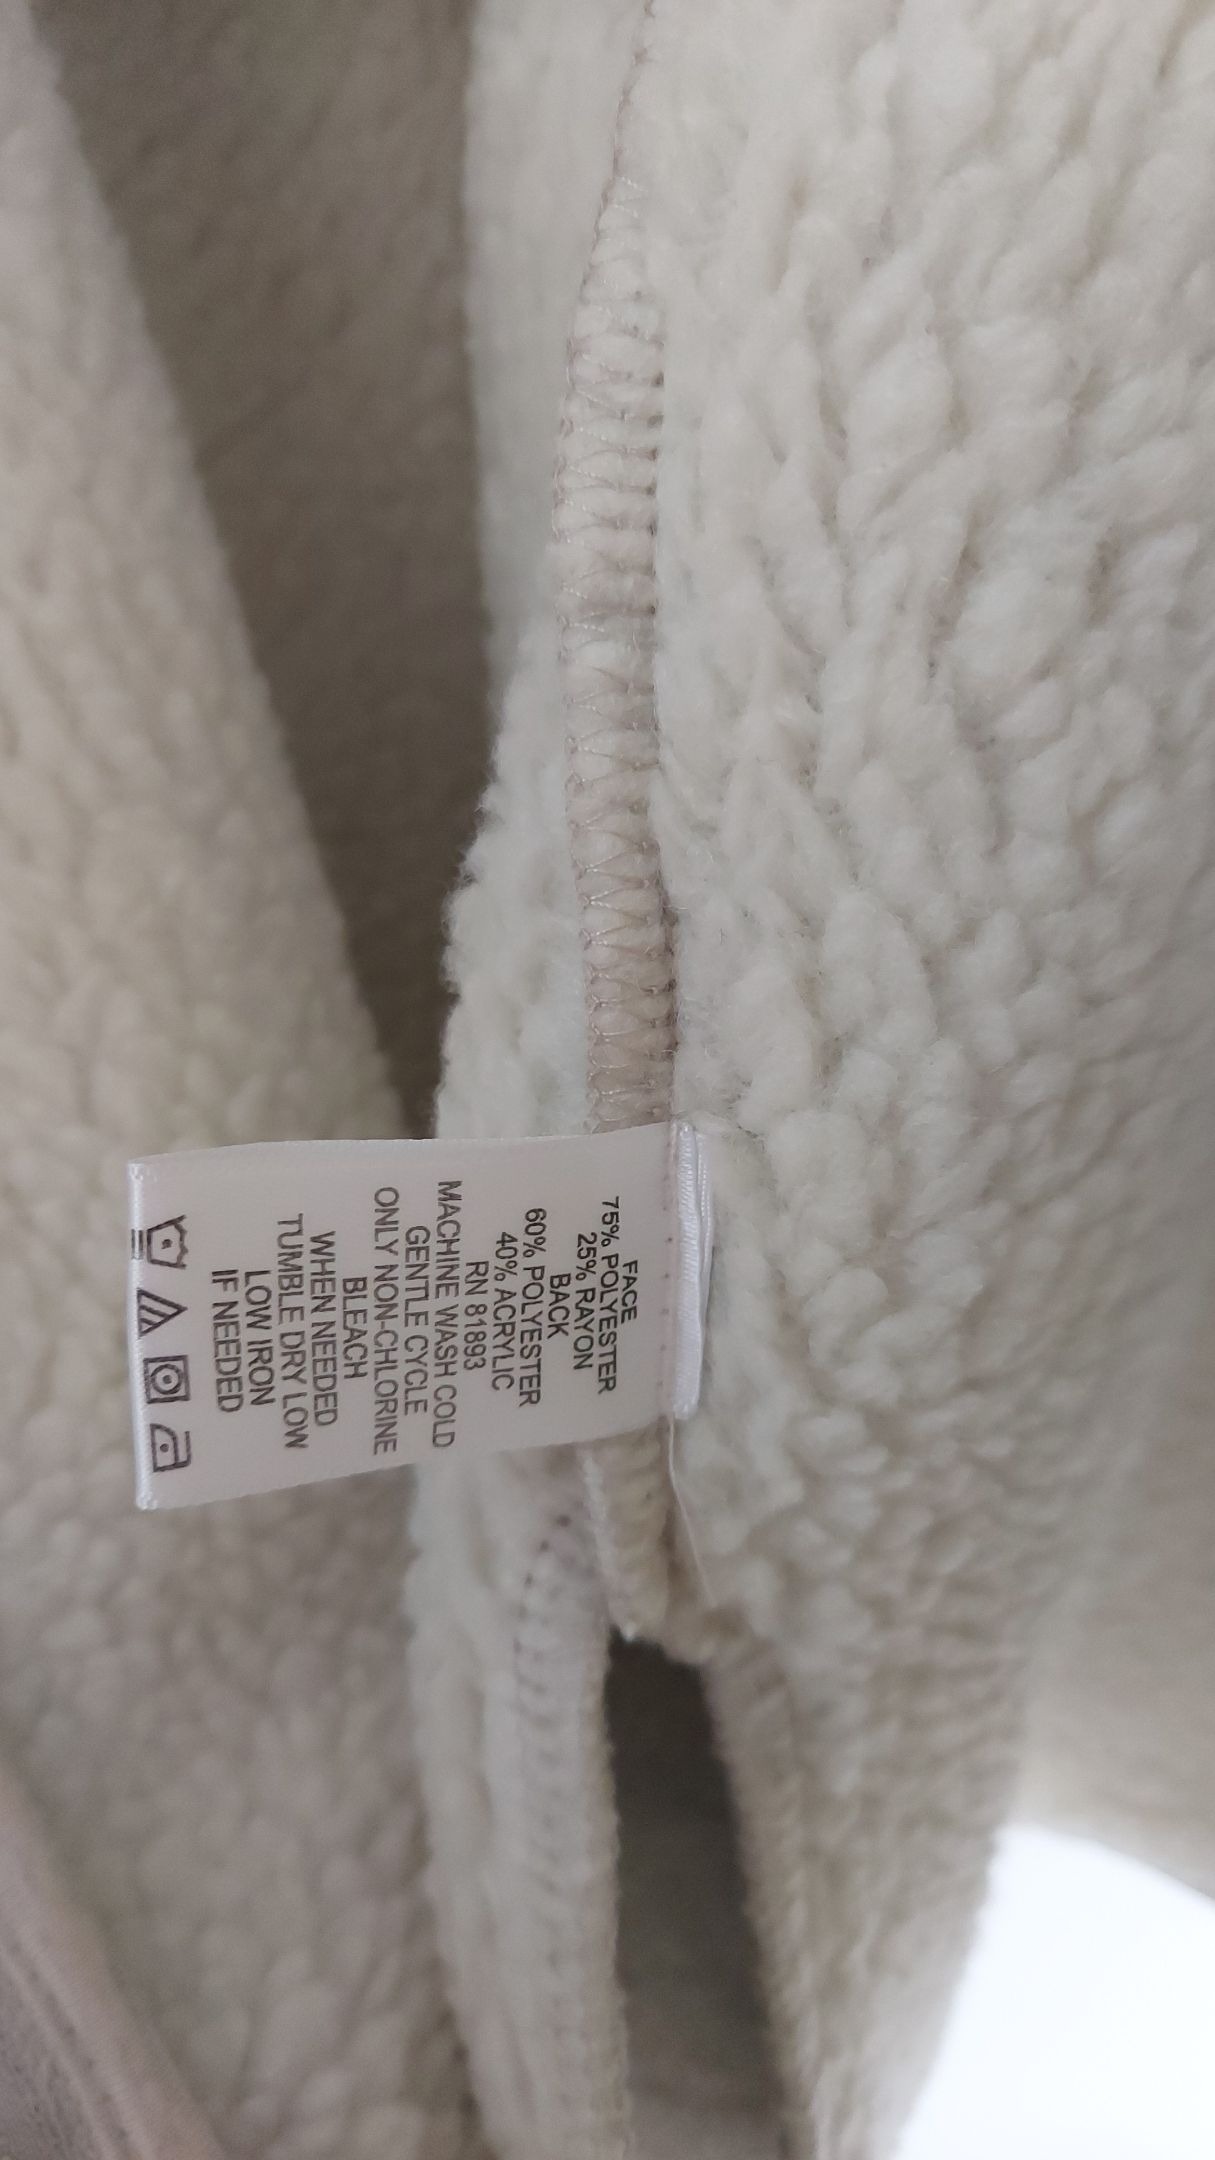 FACE
75% POLYESTER
25% RAYON
BACK
60% POLYESTER
40% ACRYLIC
RN 81893
MACHINE WASH COLD
GENTLE CYCLE
ONLY NON-CHLORINE
BLEACH
WHEN NEEDED
TUMBLE DRY LOW
LOW IRON
IF NEEDED